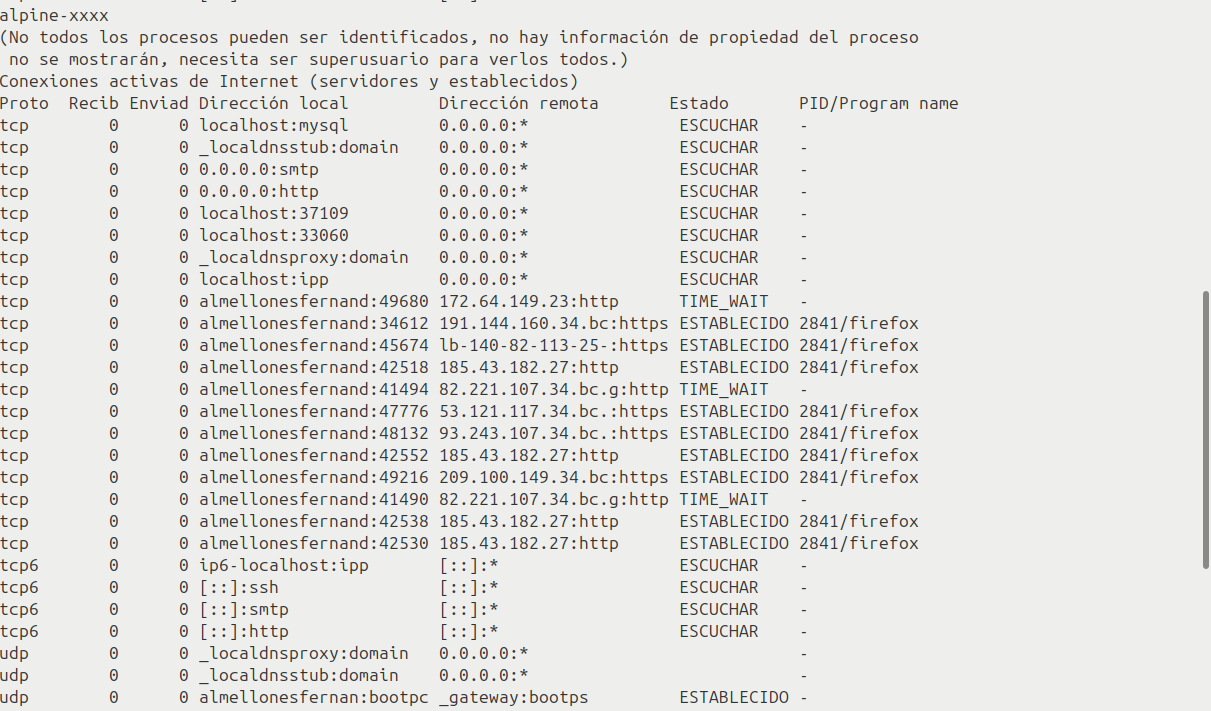 alpine-xxxx
(No todos los procesos pueden ser identificados, no hay información de propiedad del proceso
 no se mostrarán, necesita ser superusuario para verlos todos.)
Conexiones activas de Internet (servidores y establecidos)
Proto  Recib Enviad Dirección local         Dirección remota       Estado       PID/Program name
tcp        0      0 localhost:mysql         0.0.0.0:*               ESCUCHAR    -
tcp        0      0 _localdnsstub:domain    0.0.0.0:*               ESCUCHAR    -
tcp        0      0 0.0.0.0:smtp            0.0.0.0:*               ESCUCHAR    -
tcp        0      0 0.0.0.0:http            0.0.0.0:*               ESCUCHAR    -
tcp        0      0 localhost:37109         0.0.0.0:*               ESCUCHAR    -
tcp        0      0 localhost:33060         0.0.0.0:*               ESCUCHAR    -
tcp        0      0 _localdnsproxy:domain   0.0.0.0:*               ESCUCHAR    -
tcp        0      0 localhost:ipp           0.0.0.0:*               ESCUCHAR    -
tcp        0      0 almellonesfernand:49680 172.64.149.23:http      TIME_WAIT   -
tcp        0      0 almellonesfernand:34612 191.144.160.34.bc:https ESTABLECIDO 2841/firefox
tcp        0      0 almellonesfernand:45674 lb-140-82-113-25-:https ESTABLECIDO 2841/firefox
tcp        0      0 almellonesfernand:42518 185.43.182.27:http      ESTABLECIDO 2841/firefox
tcp        0      0 almellonesfernand:41494 82.221.107.34.bc.g:http TIME_WAIT   -
tcp        0      0 almellonesfernand:47776 53.121.117.34.bc.:https ESTABLECIDO 2841/firefox
tcp        0      0 almellonesfernand:48132 93.243.107.34.bc.:https ESTABLECIDO 2841/firefox
tcp        0      0 almellonesfernand:42552 185.43.182.27:http      ESTABLECIDO 2841/firefox
tcp        0      0 almellonesfernand:49216 209.100.149.34.bc:https ESTABLECIDO 2841/firefox
tcp        0      0 almellonesfernand:41490 82.221.107.34.bc.g:http TIME_WAIT   -
tcp        0      0 almellonesfernand:42538 185.43.182.27:http      ESTABLECIDO 2841/firefox
tcp        0      0 almellonesfernand:42530 185.43.182.27:http      ESTABLECIDO 2841/firefox
tcp6       0      0 ip6-localhost:ipp       [::]:*                  ESCUCHAR    -
tcp6       0      0 [::]:ssh                [::]:*                  ESCUCHAR    -
tcp6       0      0 [::]:smtp               [::]:*                  ESCUCHAR    -
tcp6       0      0 [::]:http               [::]:*                  ESCUCHAR    -
udp        0      0 _localdnsproxy:domain   0.0.0.0:*                           -
udp        0      0 _localdnsstub:domain    0.0.0.0:*                           -
udp        0      0 almellonesfernan:bootpc _gateway:bootps         ESTABLECIDO -